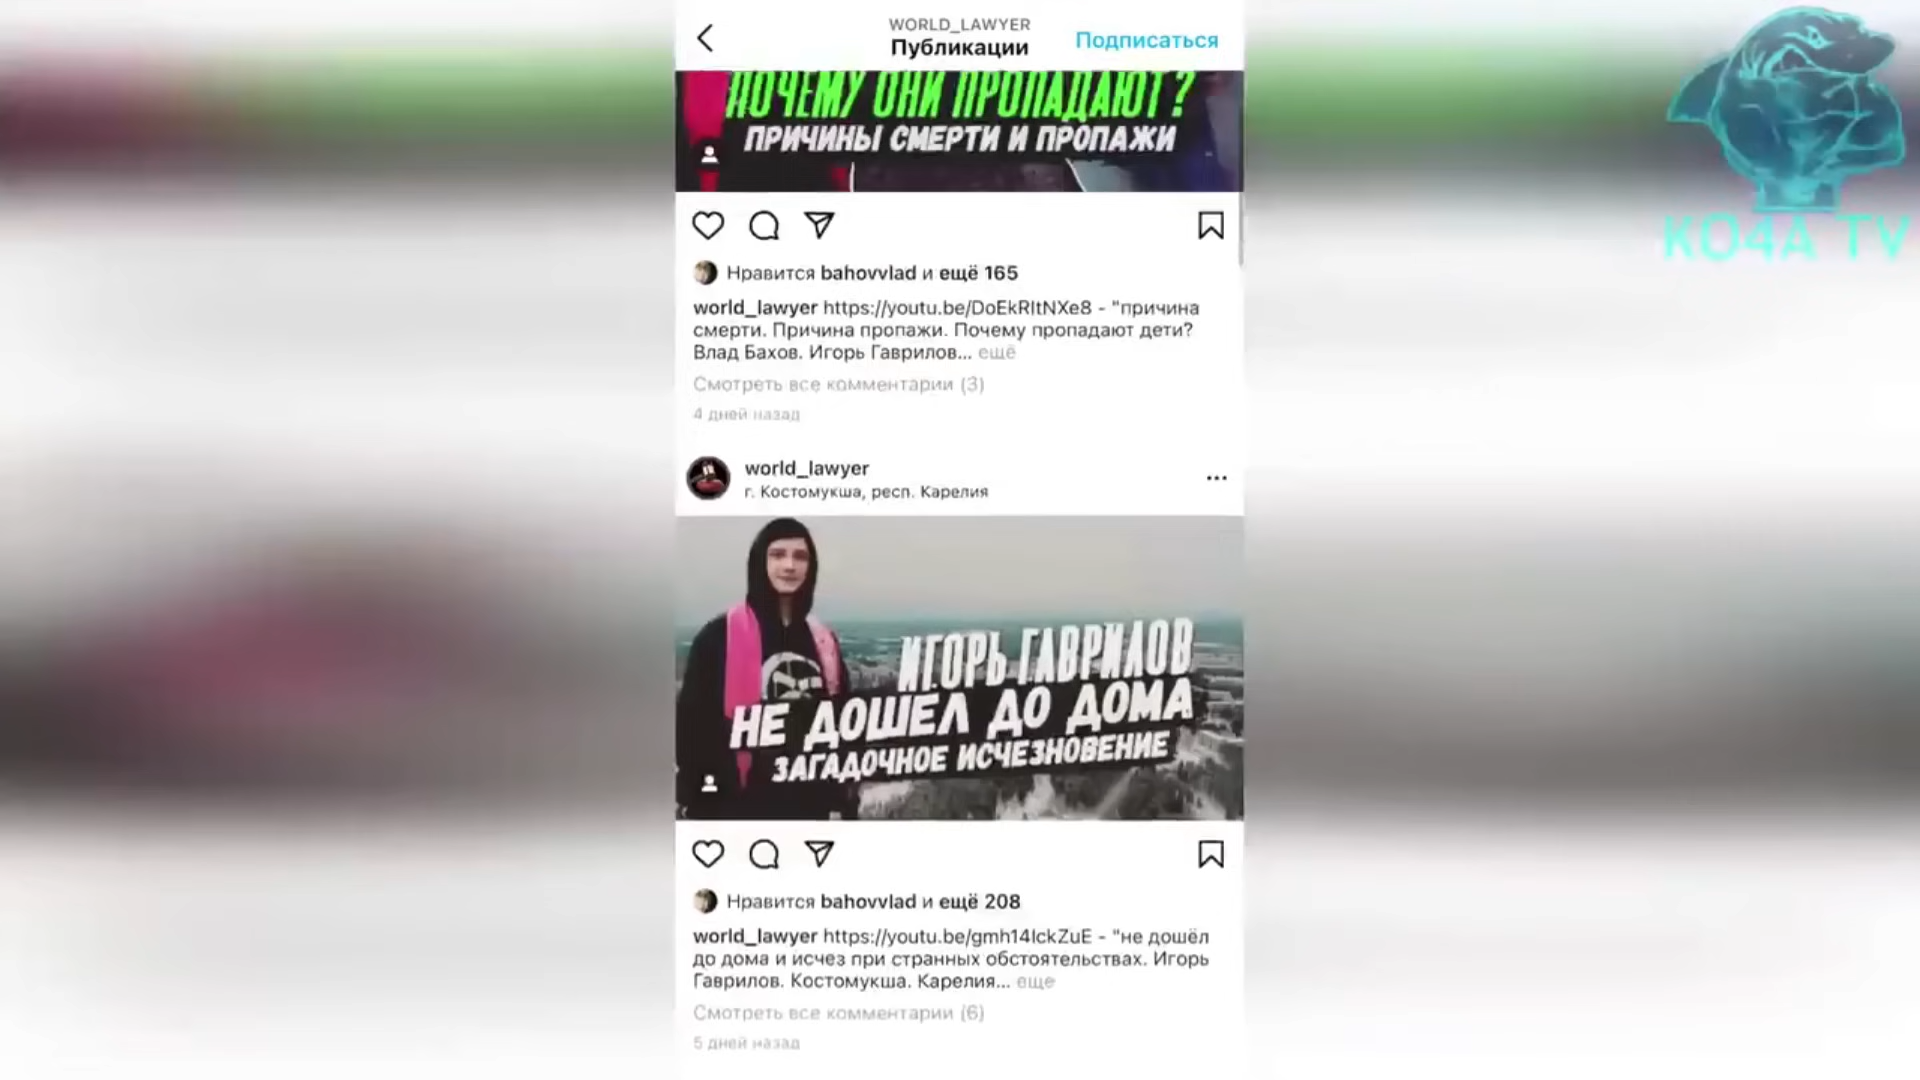 WORLD_LAWYER
Публикации
Подписаться
ПОЧЕМУ ОНИ ПРОПАДАЮТ?
ПРИЧИНЫ СМЕРТИ И ПРОПАЖИ
KO4A TV
Нравится bahovvlad и ещё 165
world_lawyer https://youtu.be/DoEkRItNXe8 - "причина
смерти. Причина пропажи. Почему пропадают дети?
Влад Бахов. Игорь Гаврилов... ещё
Смотреть все комментарии (3)
4 дней назад
world_lawyer
г. Костомукша, респ. Карелия
ИГОРЬ ГАВРИЛОВ
НЕ ДОШЁЛ ДО ДОМА
ЗАГАДОЧНОЕ ИСЧЕЗНОВЕНИЕ
Нравится bahovvlad и ещё 208
world_lawyer https://youtu.be/gmh14IckZuE - "не дошёл
до дома и исчез при странных обстоятельствах. Игорь
Гаврилов. Костомукша. Карелия... еще
Смотреть все комментарии (6)
5 дней назад